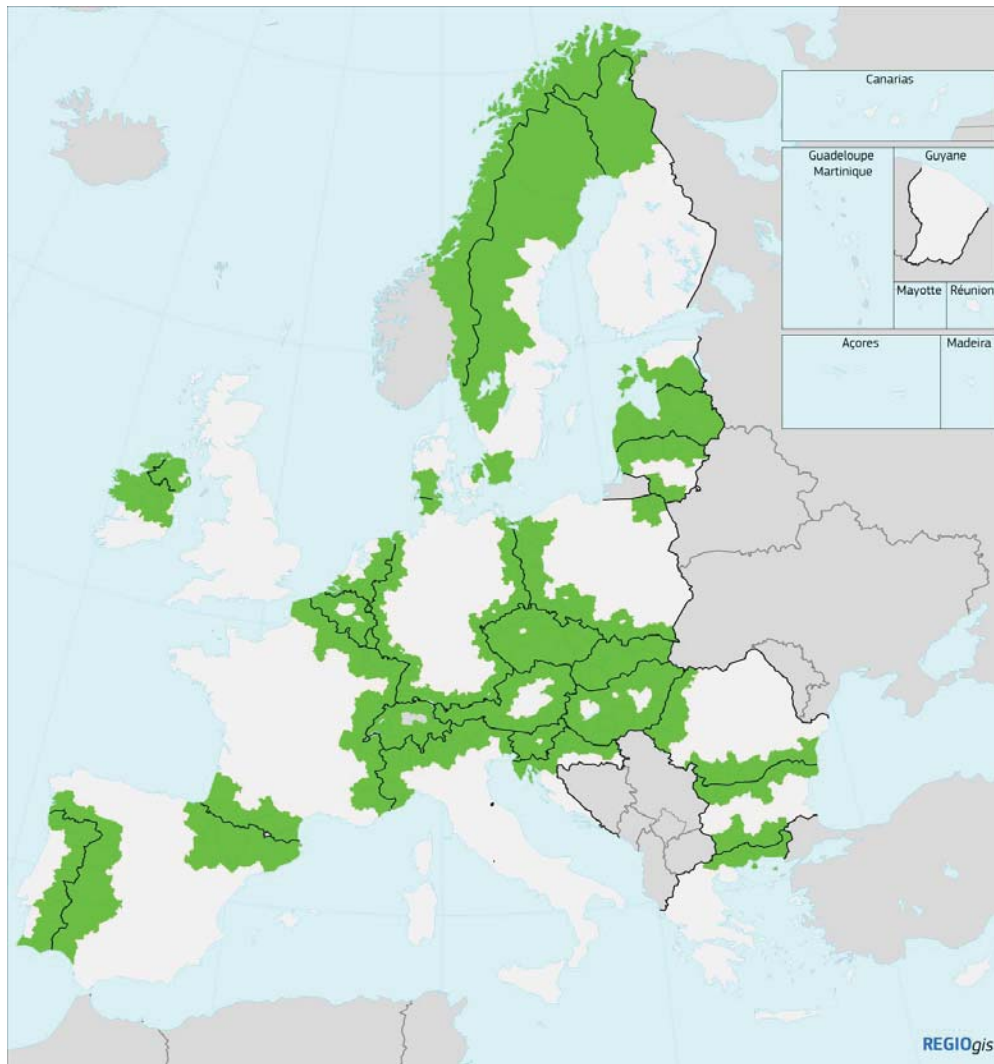 Canarias
Guadeloupe
Martinique
Guyane
Mayotte
Réunion
Açores
Madeira
REGIOgis